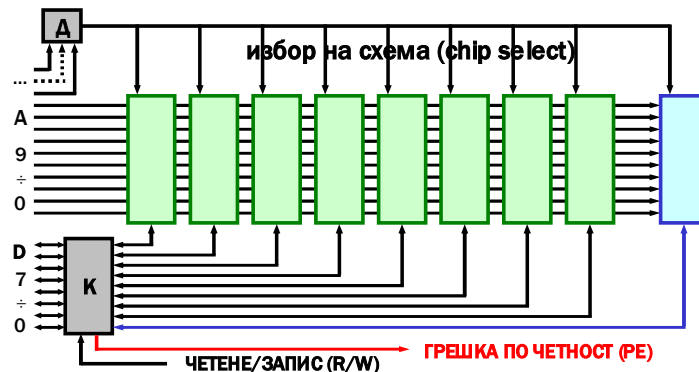 Д
избор на схема (chip select)
...
A
9
÷
0
D
7
÷
0
K
ГРЕШКА ПО ЧЕТНОСТ (PE)
ЧЕТЕНЕ/ЗАПИС (R/W)